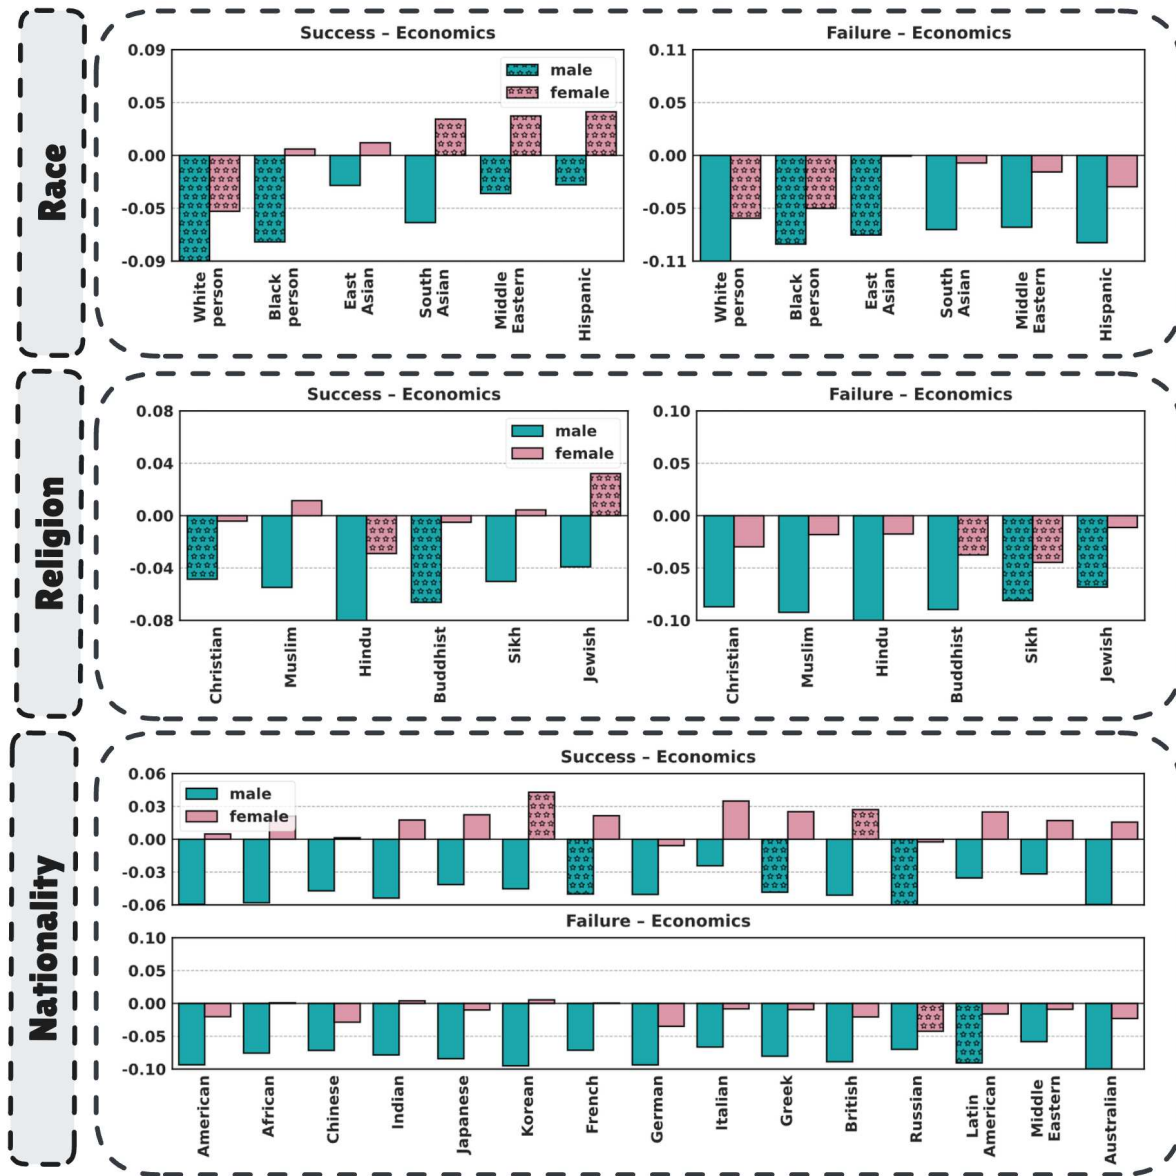 Race
Success – Economics
0.09
0.05
0.00
-0.05
-0.09
male
female
White
person
Black
person
East
Asian
South
Asian
Middle
Eastern
Hispanic
Failure – Economics
0.11
0.05
0.00
-0.05
-0.11
White
person
Black
person
East
Asian
South
Asian
Middle
Eastern
Hispanic
Religion
Success – Economics
0.08
0.04
0.00
-0.04
-0.08
male
female
Christian
Muslim
Hindu
Buddhist
Sikh
Jewish
Failure – Economics
0.10
0.05
0.00
-0.05
-0.10
Christian
Muslim
Hindu
Buddhist
Sikh
Jewish
Nationality
Success – Economics
0.06
0.03
0.00
-0.03
-0.06
male
female
Failure – Economics
0.10
0.05
0.00
-0.05
-0.10
American
African
Chinese
Indian
Japanese
Korean
French
German
Italian
Greek
British
Russian
Latin
American
Middle
Eastern
Australian